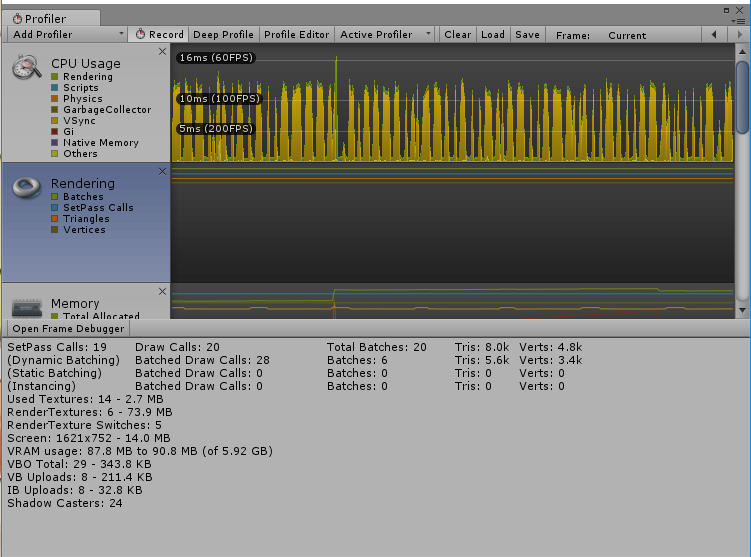 Profiler
Add Profiler Record Deep Profile Profile Editor Active Profiler Clear Load Save Frame: Current
CPU Usage
Rendering
Scripts
Physics
GarbageCollector
VSync
Gi
Native Memory
Others
16ms (60FPS)
10ms (100FPS)
5ms (200FPS)
Rendering
Batches
SetPass Calls
Triangles
Vertices
Memory
Total Allocated
Open Frame Debugger
SetPass Calls: 19 Draw Calls: 20 Total Batches: 20 Tris: 8.0k Verts: 4.8k
(Dynamic Batching) Batched Draw Calls: 28 Batches: 6 Tris: 5.6k Verts: 3.4k
(Static Batching) Batched Draw Calls: 0 Batches: 0 Tris: 0 Verts: 0
(Instancing) Batched Draw Calls: 0 Batches: 0 Tris: 0 Verts: 0
Used Textures: 14 - 2.7 MB
RenderTextures: 6 - 73.9 MB
RenderTexture Switches: 5
Screen: 1621x752 - 14.0 MB
VRAM usage: 87.8 MB to 90.8 MB (of 5.92 GB)
VBO Total: 29 - 343.8 KB
VB Uploads: 8 - 211.4 KB
IB Uploads: 8 - 32.8 KB
Shadow Casters: 24